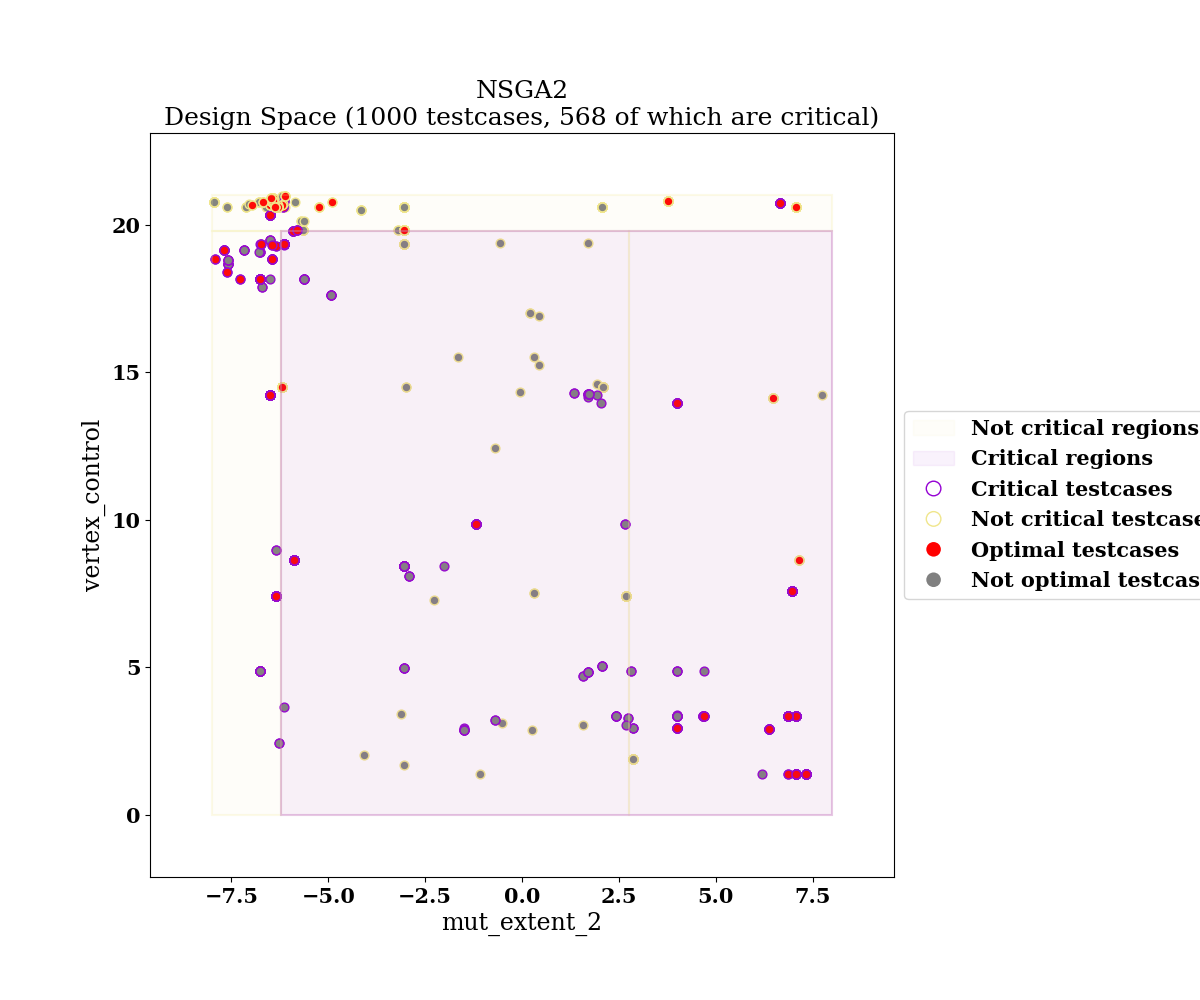 NSGA2
Design Space (1000 testcases, 568 of which are critical)
vertex_control
20
15
10
5
0
−7.5
−5.0
−2.5
0.0
2.5
5.0
7.5
mut_extent_2
Not critical regions
Critical regions
Critical testcases
Not critical testcase
Optimal testcases
Not optimal testcas